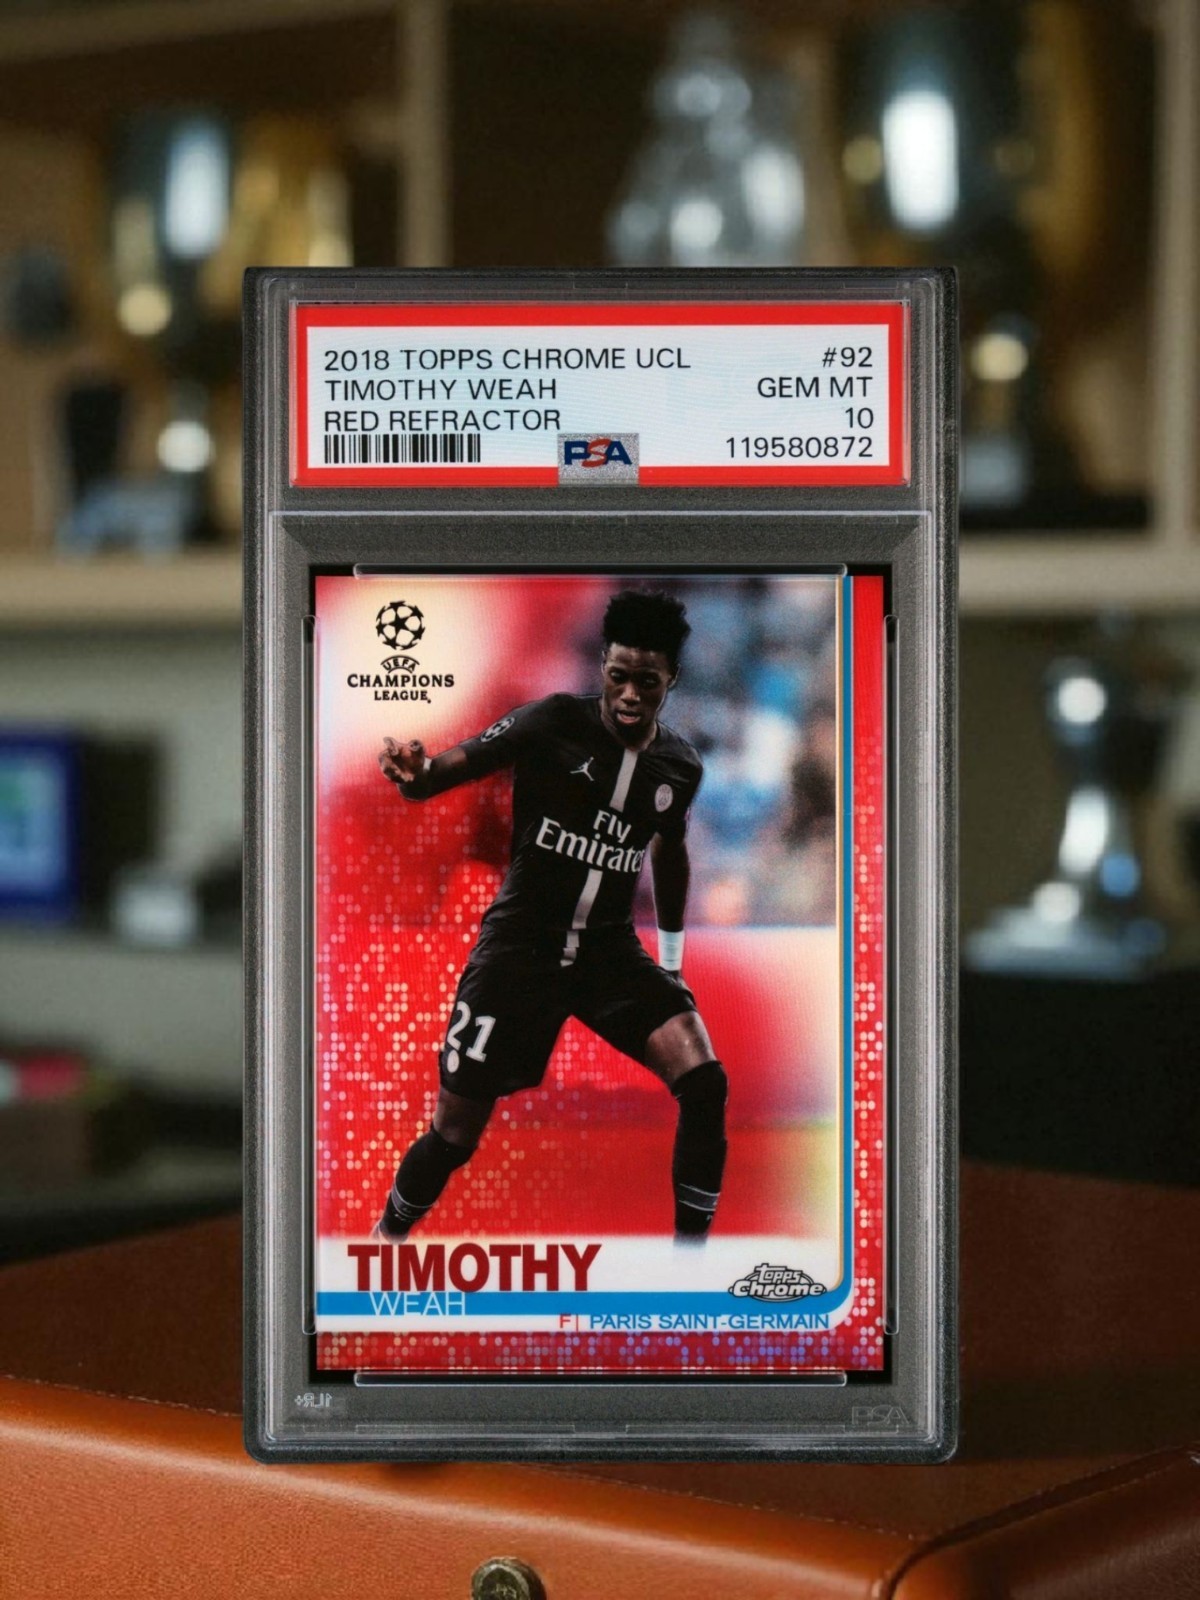 2018 TOPPS CHROME UCL #92
TIMOTHY WEAH GEM MT
RED REFRACTOR 10
PSA 119580872
UEFA
CHAMPIONS
LEAGUE
Fly
Emirates
21
TIMOTHY
WEAH
Topps
Chrome
F| PARIS SAINT-GERMAIN
PSA